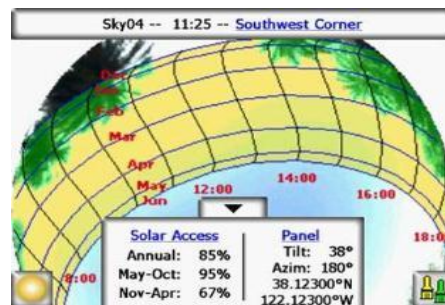 Sky04 -- 11:25 -- Southwest Corner
Dec
Jan
Feb
Mar
Apr
May
Jun
8:00
12:00
14:00
16:00
18:0
Solar Access
Annual: 85%
May-Oct: 95%
Nov-Apr: 67%
Panel
Tilt: 38°
Azim: 180°
38.12300°N
122.12300°W